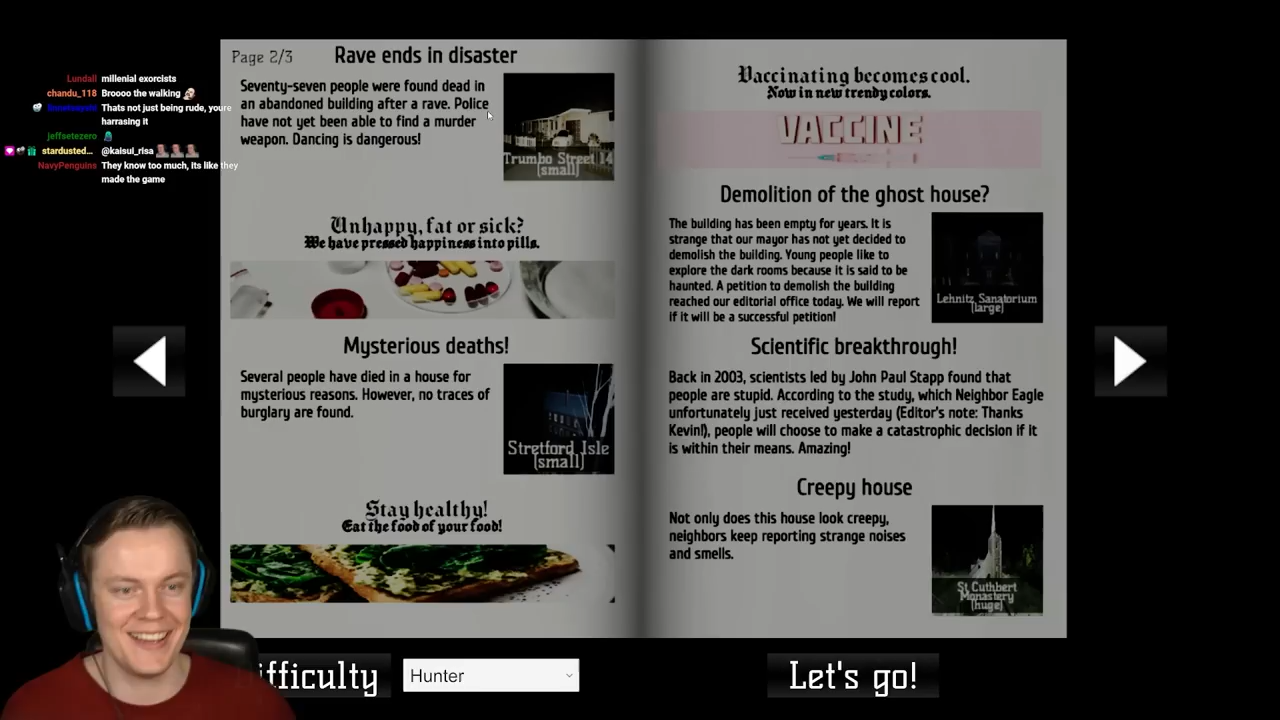 Page 2/3
Rave ends in disaster
Seventy-seven people were found dead in
an abandoned building after a rave. Police
have not yet been able to find a murder
weapon. Dancing is dangerous!
Trumbo Street 14
(small)
Unhappy, fat or sick?
We have pressed happiness into pills.
Mysterious deaths!
Several people have died in a house for
mysterious reasons. However, no traces of
burglary are found.
Stretford Isle
(small)
Stay healthy!
Eat the food of your food!
Vaccinating becomes cool.
Now in new trendy colors.
VACCINE
Demolition of the ghost house?
The building has been empty for years. It is
strange that our mayor has not yet decided to
demolish the building. Young people like to
explore the dark rooms because it is said to be
haunted. A petition to demolish the building
reached our editorial office today. We will report
if it will be a successful petition!
Lehnitz Sanatorium
(large)
Scientific breakthrough!
Back in 2003, scientists led by John Paul Stapp found that
people are stupid. According to the study, which Neighbor Eagle
unfortunately just received yesterday (Editor's note: Thanks
Kevin!), people will choose to make a catastrophic decision if it
is within their means. Amazing!
Creepy house
Not only does this house look creepy,
neighbors keep reporting strange noises
and smells.
St Cuthbert
Monastery
(huge)
Lundall millenial exorcists
chandu_118 Broooo the walking
Thats not just being rude, youre
harrasing it
jeffsetezero
stardusted... @kaisul_risa
NavyPenguins They know too much, its like they
made the game
ifficulty
Hunter
Let's go!